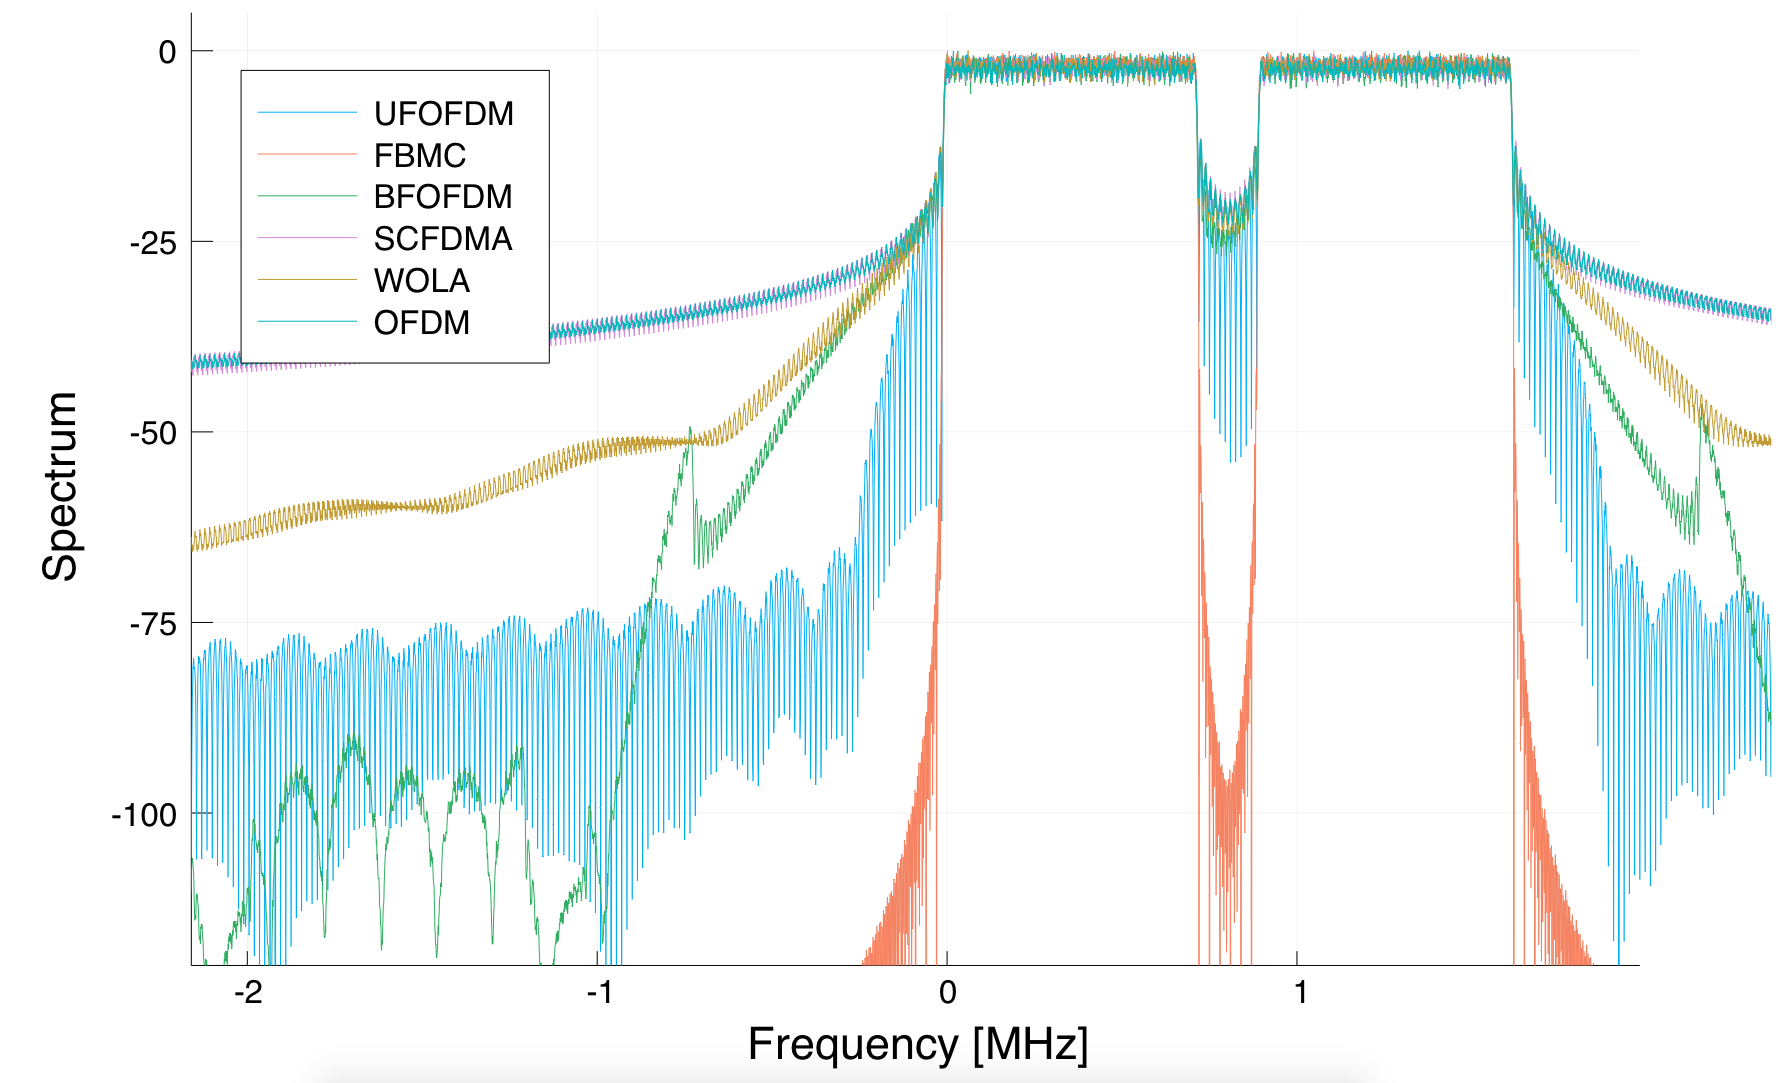 0
-25
-50
-75
-100
Spectrum
UFOFDM
FBMC
BFOFDM
SCFDMA
WOLA
OFDM
-2 -1 0 1
Frequency [MHz]